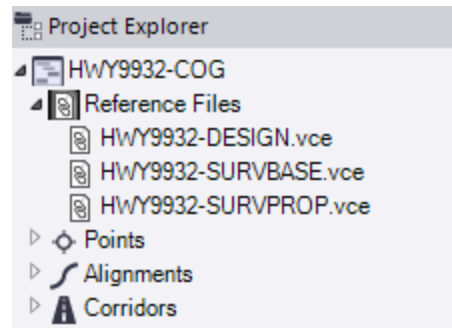 Project Explorer
HWY9932-COG
Reference Files
HWY9932-DESIGN.vce
HWY9932-SURVBASE.vce
HWY9932-SURVPROP.vce
Points
Alignments
Corridors